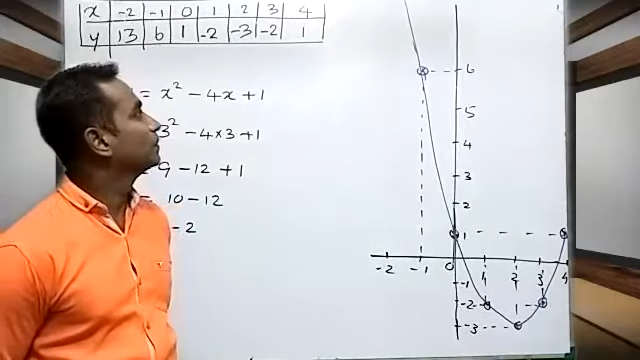 x -2 -1 0 1 2 3 4
y 13 6 1 -2 -3 -2 1
= x² - 4x + 1
3² - 4×3 + 1
= 9 - 12 + 1
= 10 - 12
- 2
6
5
4
3
2
1
-2 -1 0 1 2 3 4
-1
-2
-3